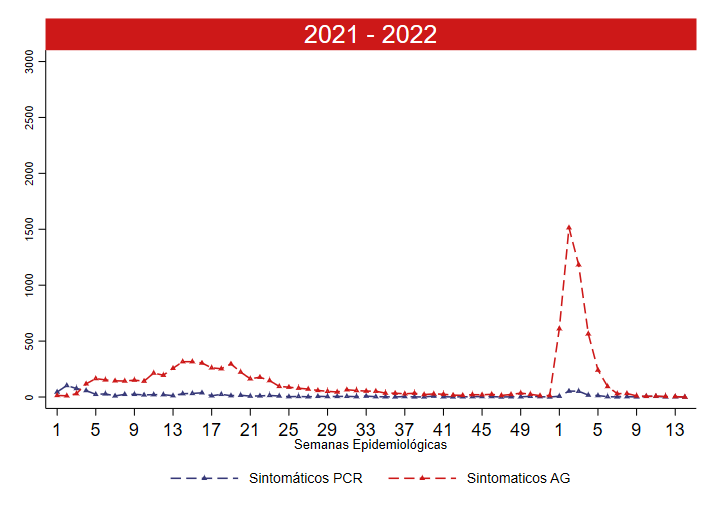 2021 - 2022
3000
2500
2000
1500
1000
500
0
1 5 9 13 17 21 25 29 33 37 41 45 49 1 5 9 13
Semanas Epidemiológicas
Sintomáticos PCR Sintomaticos AG